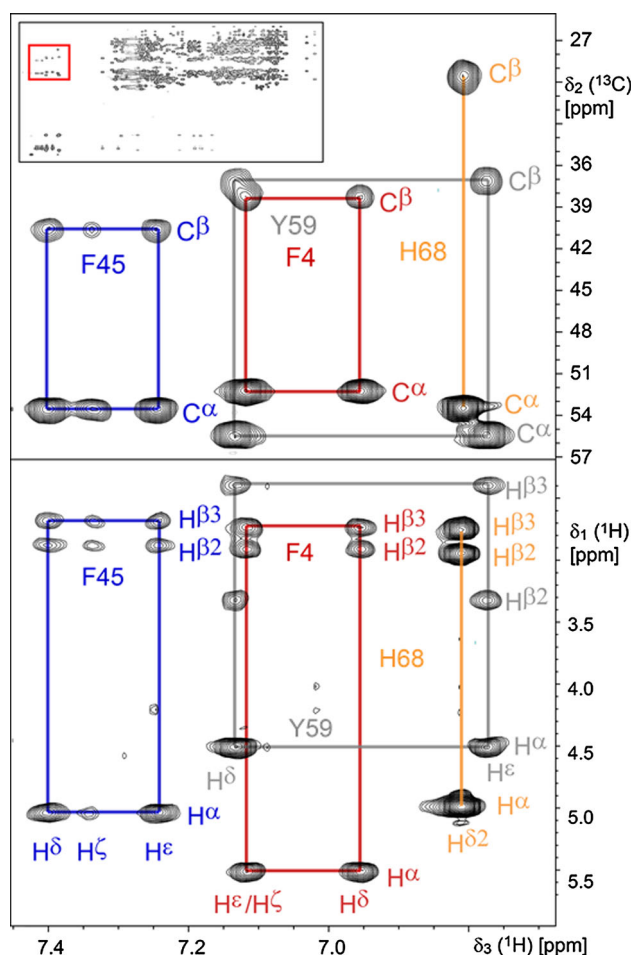 27
δ₂ (¹³C)
[ppm]
Cβ
36
Cβ
Cβ
Cβ
39
Y59
Cβ
F45
F4
H68
42
45
48
51
Cα
Cα
Cα
54
Cα
57
Hβ3
Hβ3
Hβ3
Hβ3
δ₁ (¹H)
[ppm]
Hβ2
Hβ2
Hβ2
F45
F4
Hβ2
3.5
H68
4.0
Y59
4.5
Hα
Hδ
Hε
Hα
Hα
5.0
Hδ Hζ Hε
Hδ2
Hε/Hζ Hδ Hα
5.5
7.4 7.2 7.0 δ₃ (¹H) [ppm]